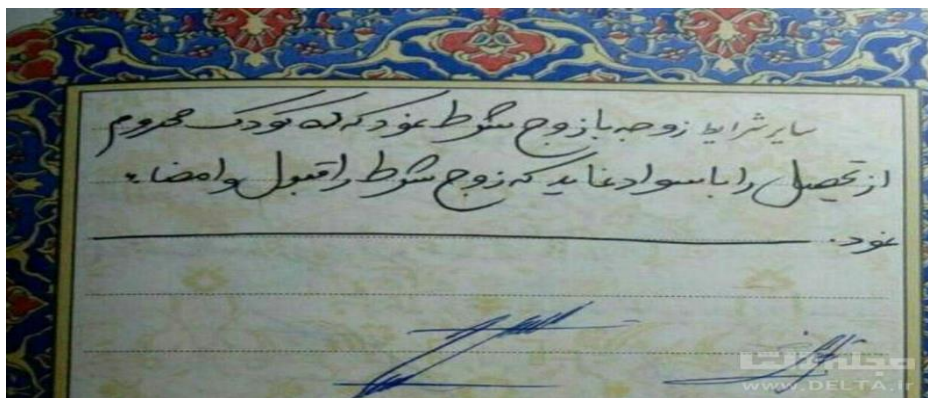 سایر شرایط زوجه با زوج شرط نمود که کودک محروم
از تحصیل را باسواد نماید که زوج شرط را قبول و امضاء
نمود.
مجله دلتا
www.DELTA.ir